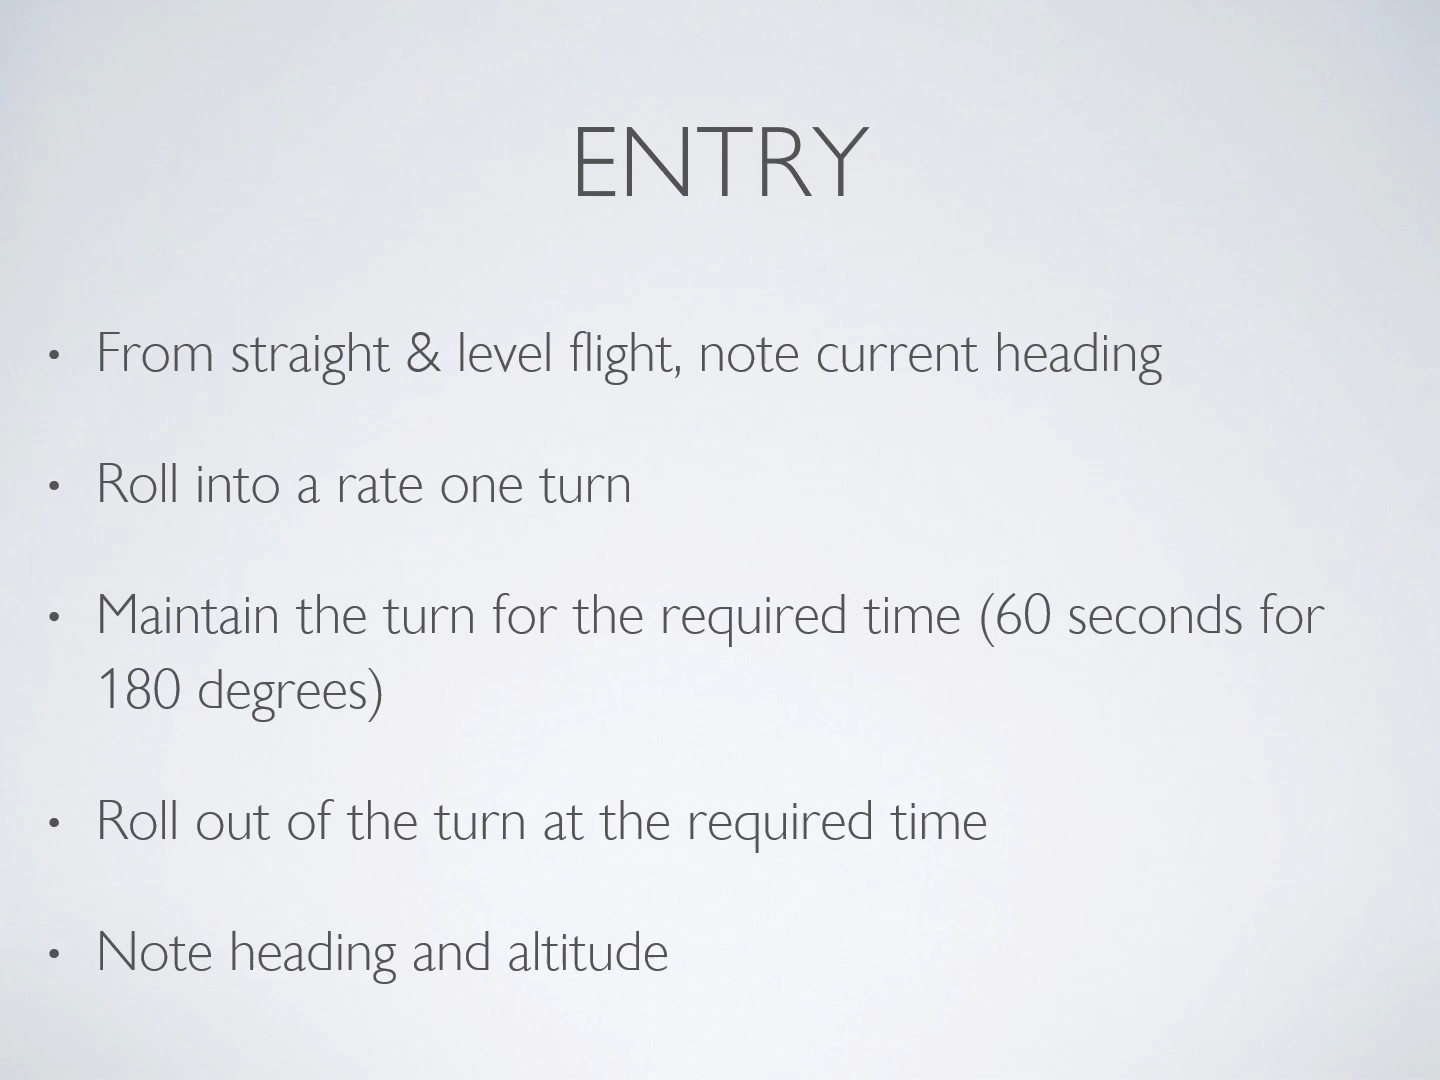 ENTRY
• From straight & level flight, note current heading
• Roll into a rate one turn
• Maintain the turn for the required time (60 seconds for
180 degrees)
• Roll out of the turn at the required time
• Note heading and altitude